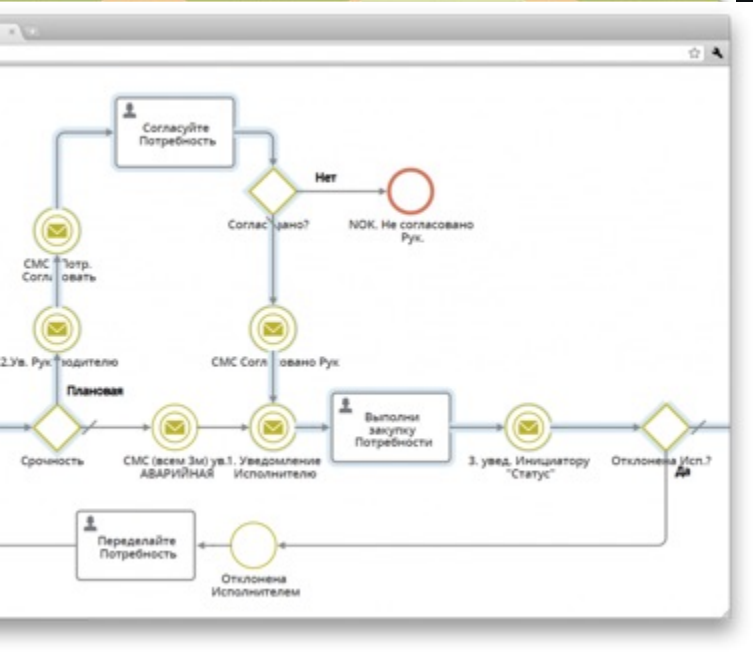 Согласуйте
Потребность
Нет
Согласовано?
NOK. Не согласовано
Рук.
СМС Потр.
Согласовать
2.Ув. Руководителю
СМС Согласовано Рук
Плановая
Выполни
закупку
Потребности
Срочность
СМС (всем 3м) ув.
АВАРИЙНАЯ
1. Уведомление
Исполнителю
3. увед. Инициатору
"Статус"
Отклонена Исп.?
Да
Переделайте
Потребность
Отклонена
Исполнителем